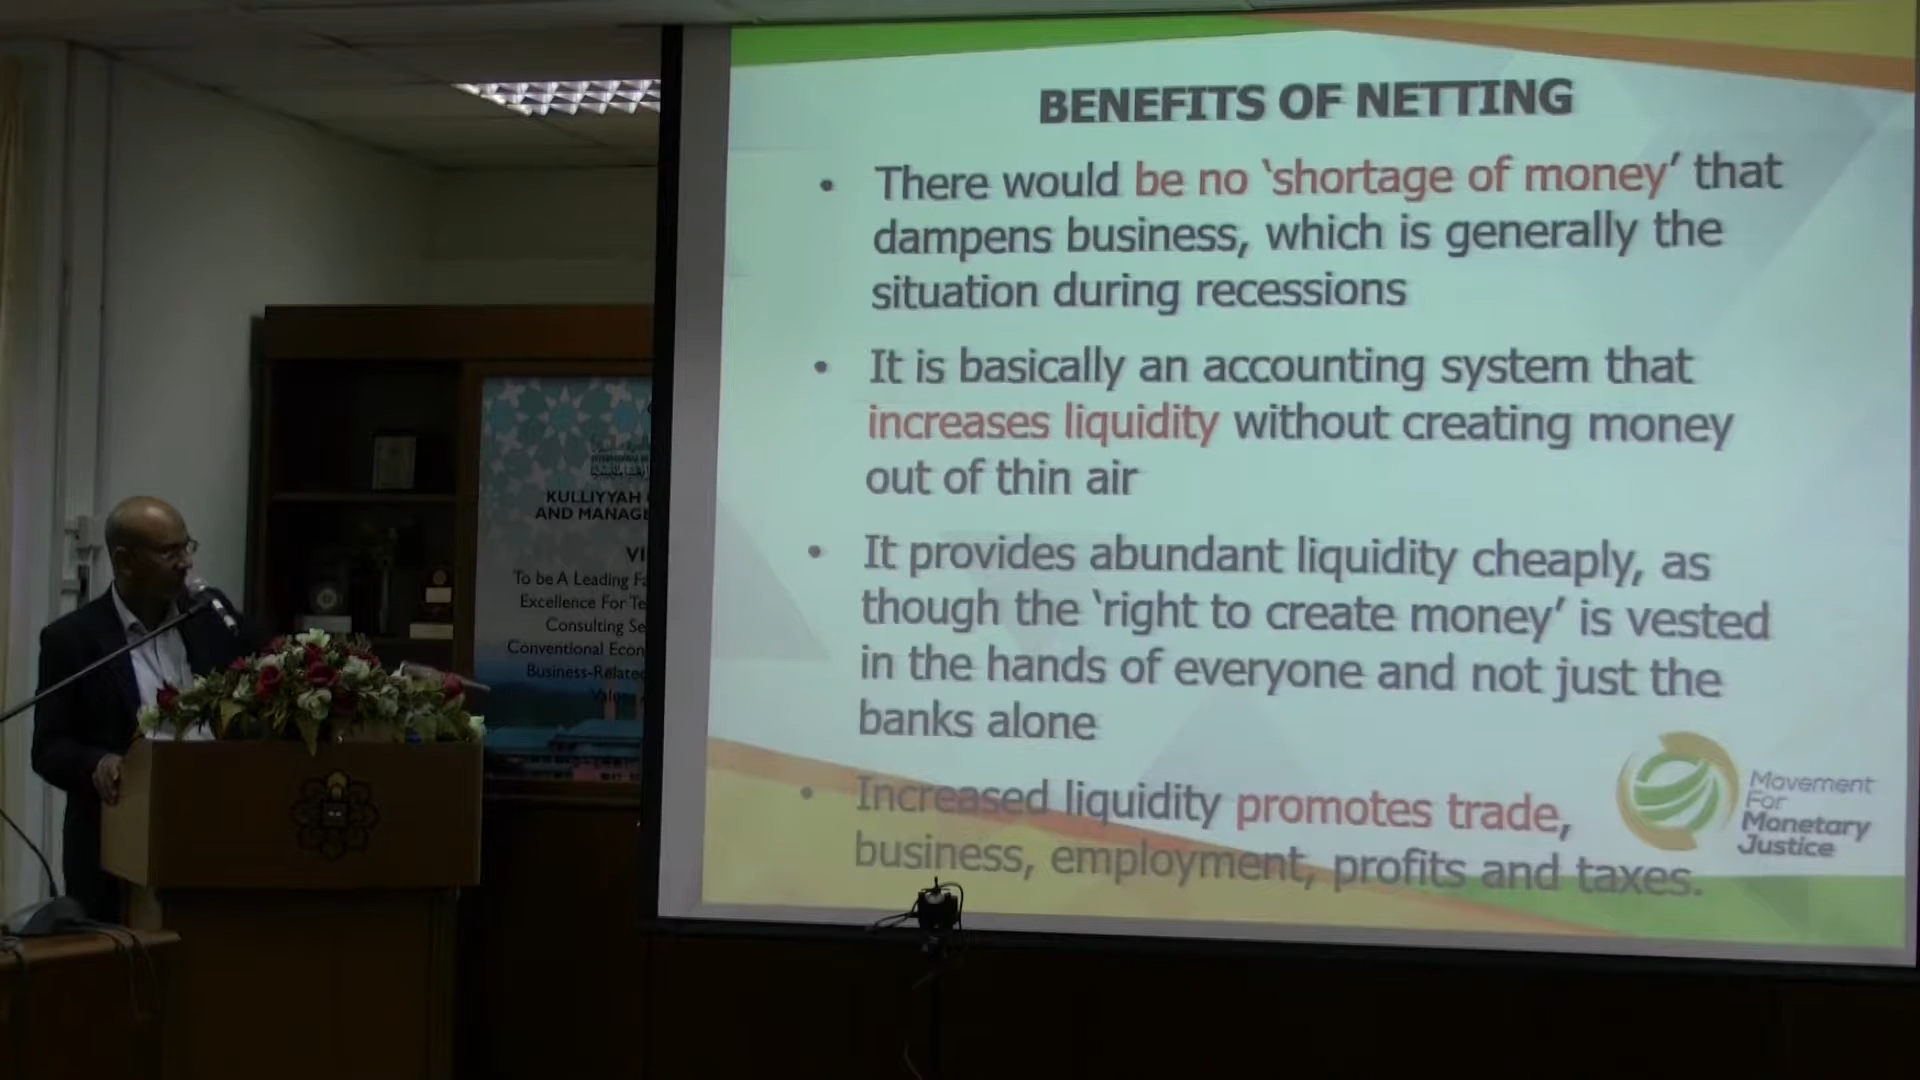 BENEFITS OF NETTING
• There would be no ‘shortage of money’ that
dampens business, which is generally the
situation during recessions
• It is basically an accounting system that
increases liquidity without creating money
out of thin air
• It provides abundant liquidity cheaply, as
though the ‘right to create money’ is vested
in the hands of everyone and not just the
banks alone
• Increased liquidity promotes trade,
business, employment, profits and taxes.
Movement
For
Monetary
Justice
KULLIYYAH
AND MANAGE
VI
To be A Leading Fa
Excellence For Te
Consulting Se
Conventional Econ
Business-Related